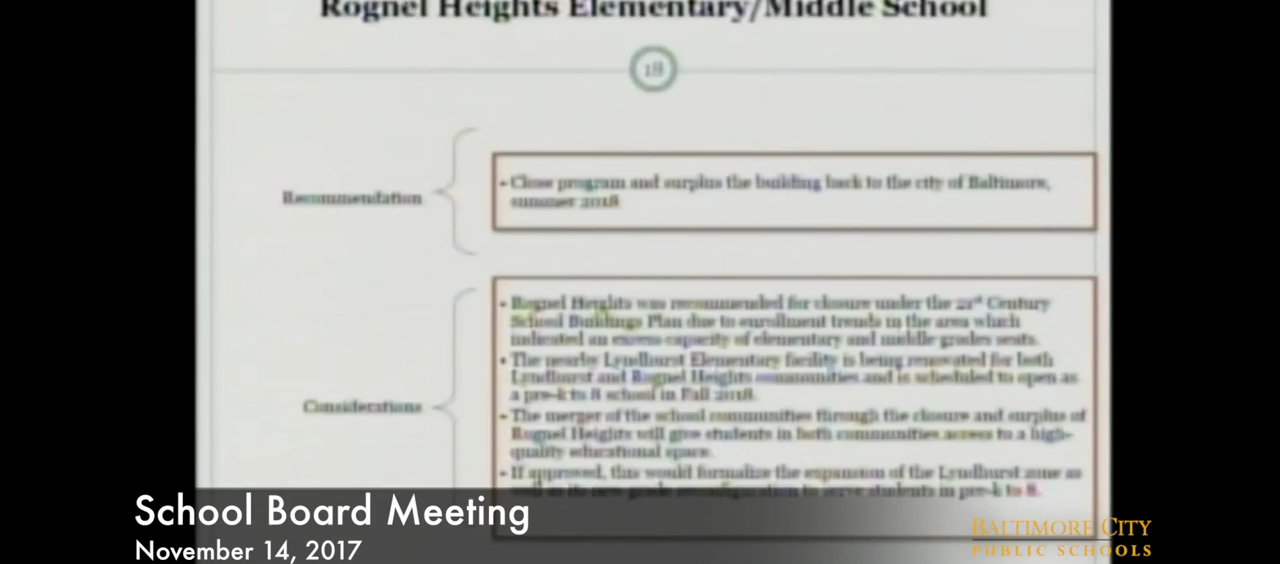 Rognel Heights Elementary/Middle School
18
Recommendation
- Close program and surplus the building back to the city of Baltimore,
summer 2018
Considerations
• Rognel Heights was recommended for closure under the 21st Century
School Buildings Plan due to enrollment trends in the area which
indicated an excess capacity of elementary and middle grades seats.
• The nearby Lyndhurst Elementary facility is being renovated for both
Lyndhurst and Rognel Heights communities and is scheduled to open as
a pre-k to 8 school in Fall 2018.
• The merger of the school communities through the closure and surplus of
Rognel Heights will give students in both communities access to a high-
quality educational space.
• If approved, this would formalize the expansion of the Lyndhurst zone as
well as its new grade reconfiguration to serve students in pre-k to 8.
School Board Meeting
November 14, 2017
BALTIMORE CITY
PUBLIC SCHOOLS